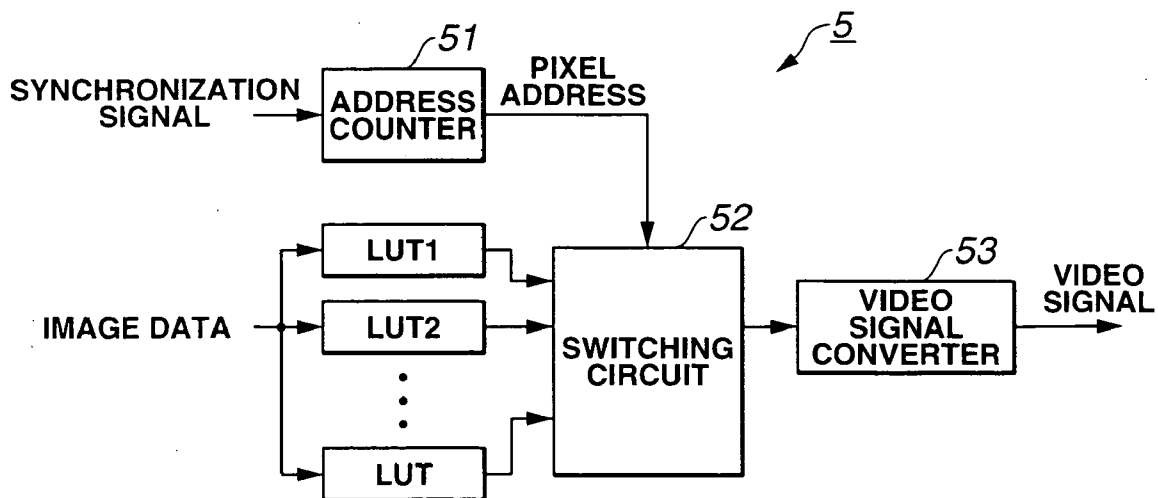 5
51
SYNCHRONIZATION
SIGNAL
ADDRESS
COUNTER
PIXEL
ADDRESS
LUT1
IMAGE DATA
LUT2
LUT
52
SWITCHING
CIRCUIT
53
VIDEO
SIGNAL
CONVERTER
VIDEO
SIGNAL